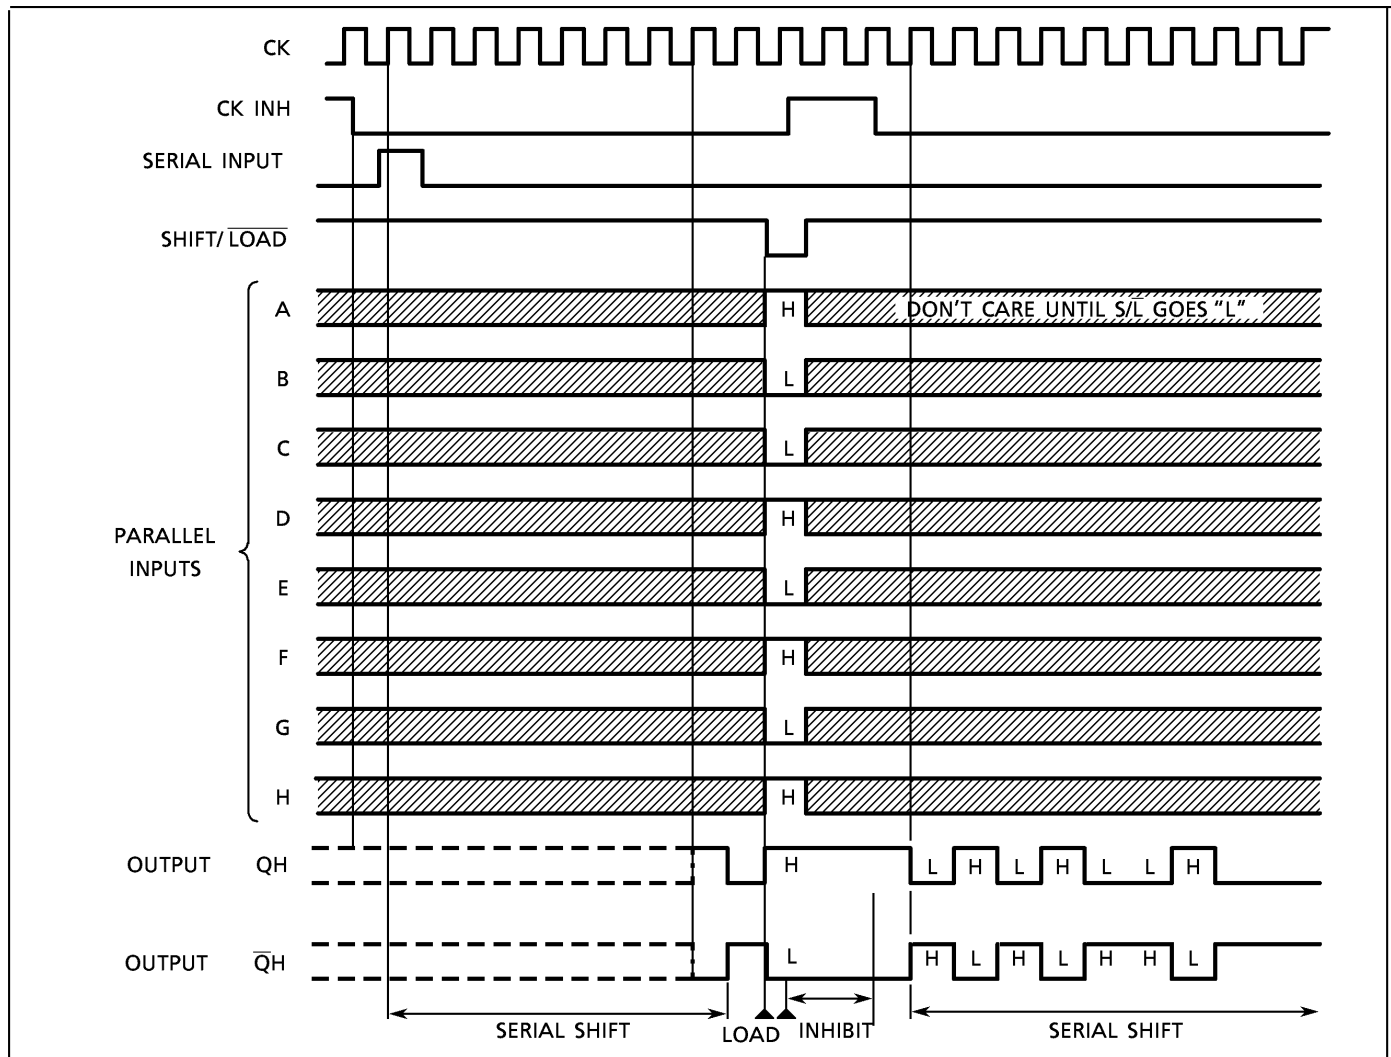 CK
CK INH
SERIAL INPUT
SHIFT/LOAD
A H DON'T CARE UNTIL S/L GOES "L"
B L
C L
D H
PARALLEL
INPUTS
E L
F H
G L
H H
OUTPUT QH H L H L H L L H
OUTPUT Q̅H L H L H L H H L
SERIAL SHIFT LOAD INHIBIT SERIAL SHIFT